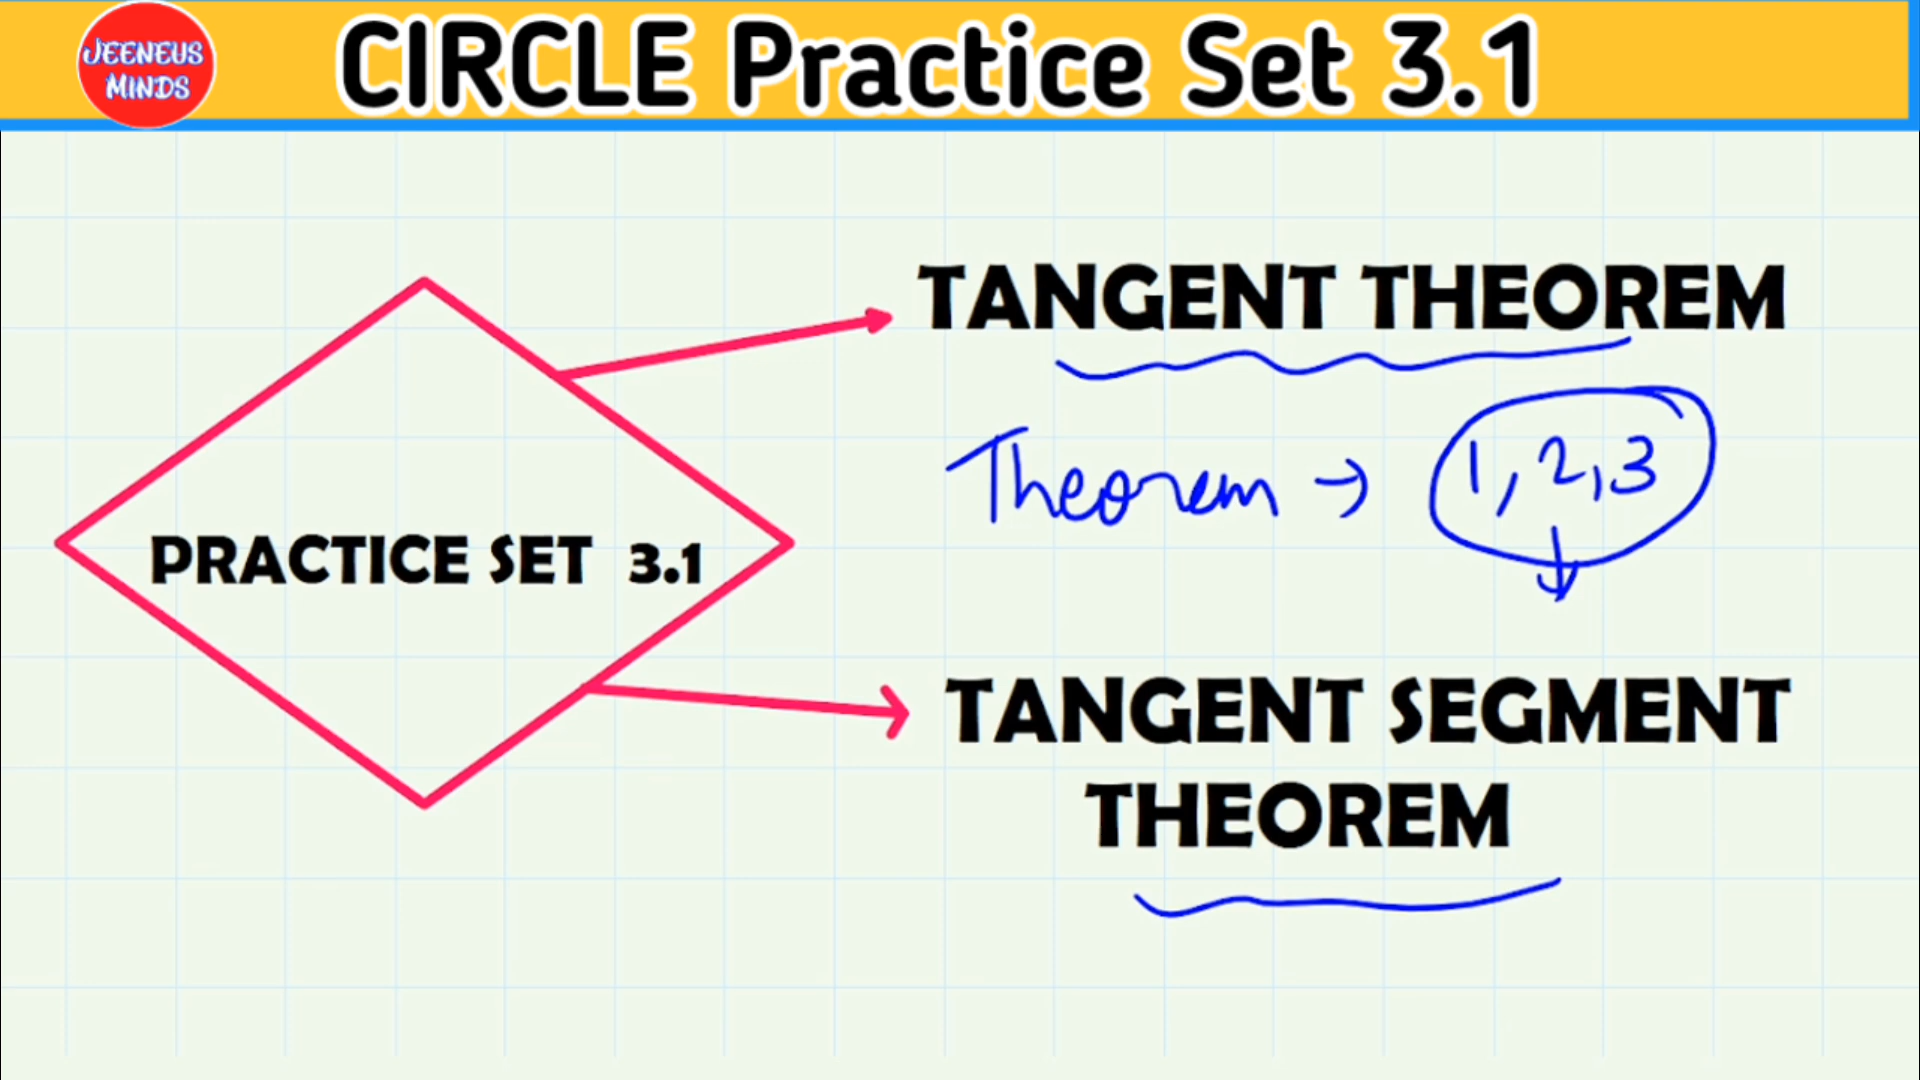 JEENEUS
MINDS
CIRCLE Practice Set 3.1
TANGENT THEOREM
Theorem → 1, 2, 3
PRACTICE SET 3.1
TANGENT SEGMENT
THEOREM